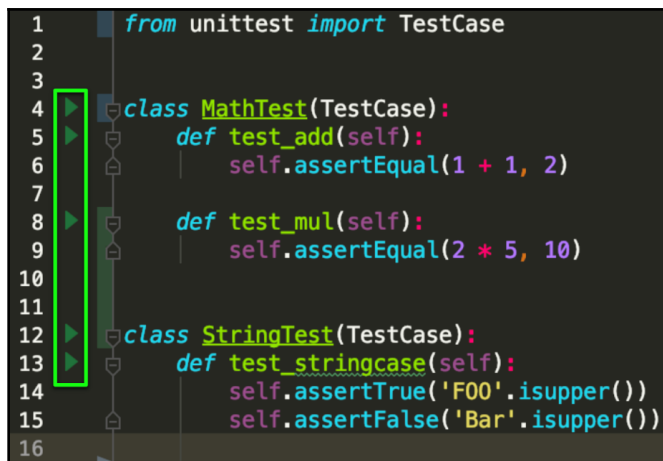 1 from unittest import TestCase
2
3
4 class MathTest(TestCase):
5     def test_add(self):
6         self.assertEqual(1 + 1, 2)
7
8     def test_mul(self):
9         self.assertEqual(2 * 5, 10)
10
11
12 class StringTest(TestCase):
13     def test_stringcase(self):
14         self.assertTrue('FOO'.isupper())
15         self.assertFalse('Bar'.isupper())
16